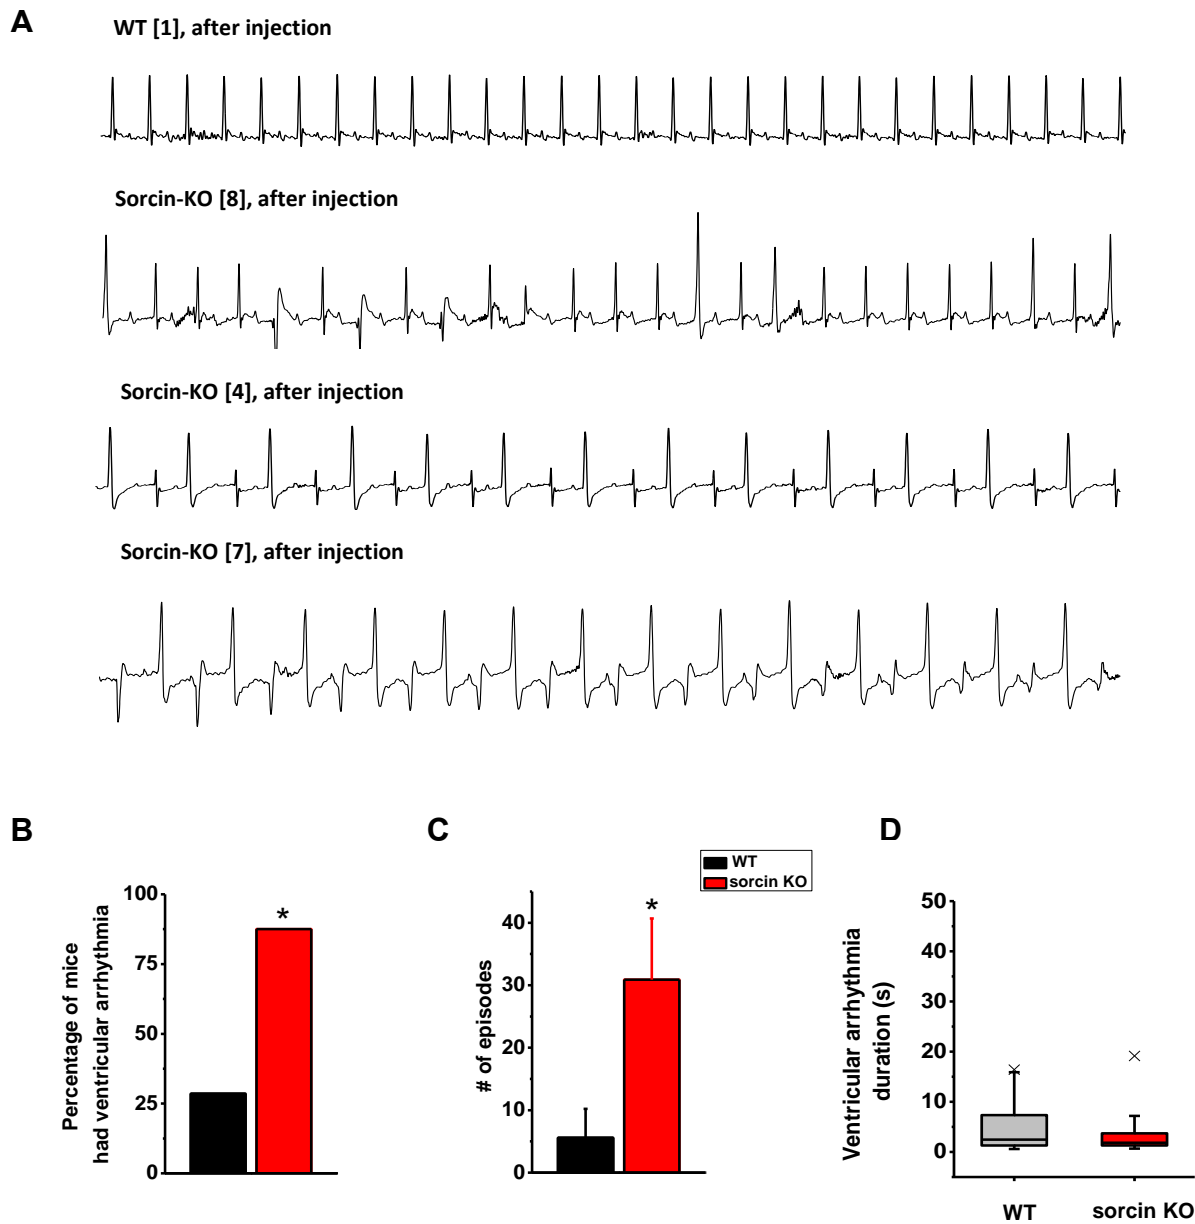 A
WT [1], after injection
Sorcin-KO [8], after injection
Sorcin-KO [4], after injection
Sorcin-KO [7], after injection
B
Percentage of mice
had ventricular arrhythmia
100
75
50
25
0
*
C
WT
sorcin KO
# of episodes
40
30
20
10
0
*
D
Ventricular arrhythmia
duration (s)
50
40
30
20
10
0
WT
sorcin KO